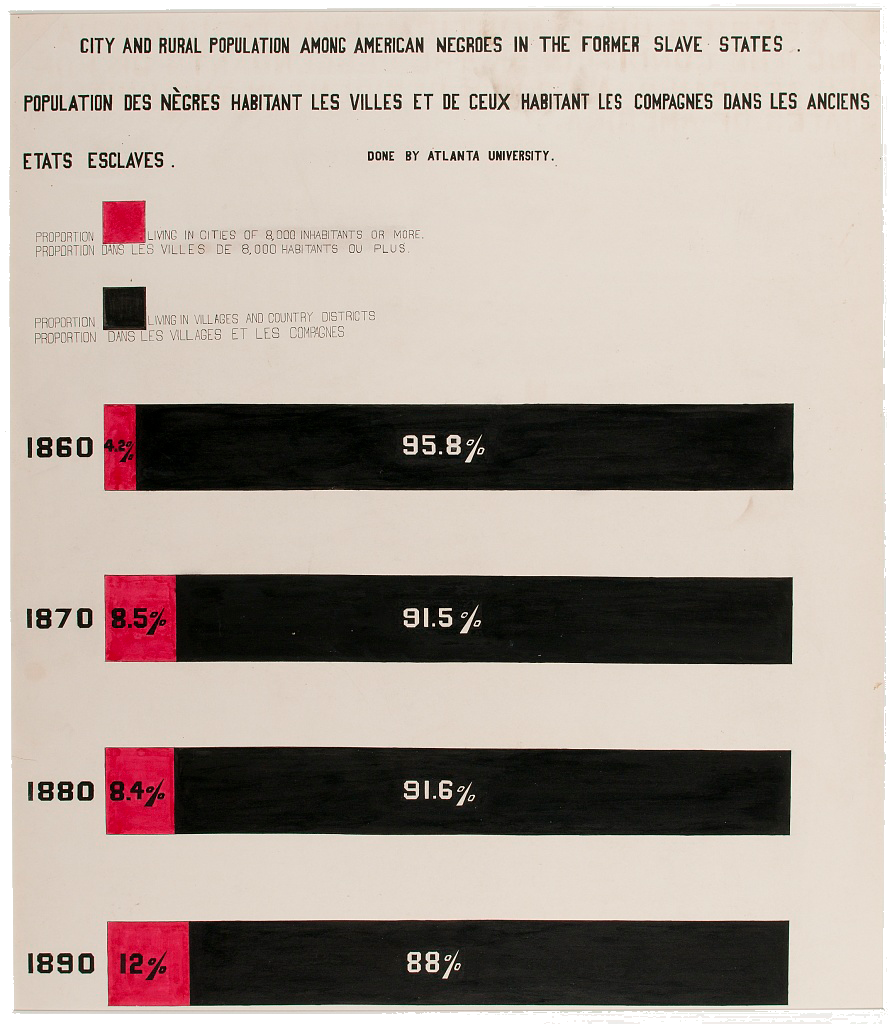 CITY AND RURAL POPULATION AMONG AMERICAN NEGROES IN THE FORMER SLAVE STATES .
POPULATION DES NÈGRES HABITANT LES VILLES ET DE CEUX HABITANT LES COMPAGNES DANS LES ANCIENS
ETATS ESCLAVES .
DONE BY ATLANTA UNIVERSITY.
PROPORTION LIVING IN CITIES OF 8,000 INHABITANTS OR MORE.
PROPORTION DANS LES VILLES DE 8,000 HABITANTS OU PLUS.
PROPORTION LIVING IN VILLAGES AND COUNTRY DISTRICTS
PROPORTION DANS LES VILLAGES ET LES COMPAGNES
1860 4.2% 95.8%
1870 8.5% 91.5%
1880 8.4% 91.6%
1890 12% 88%